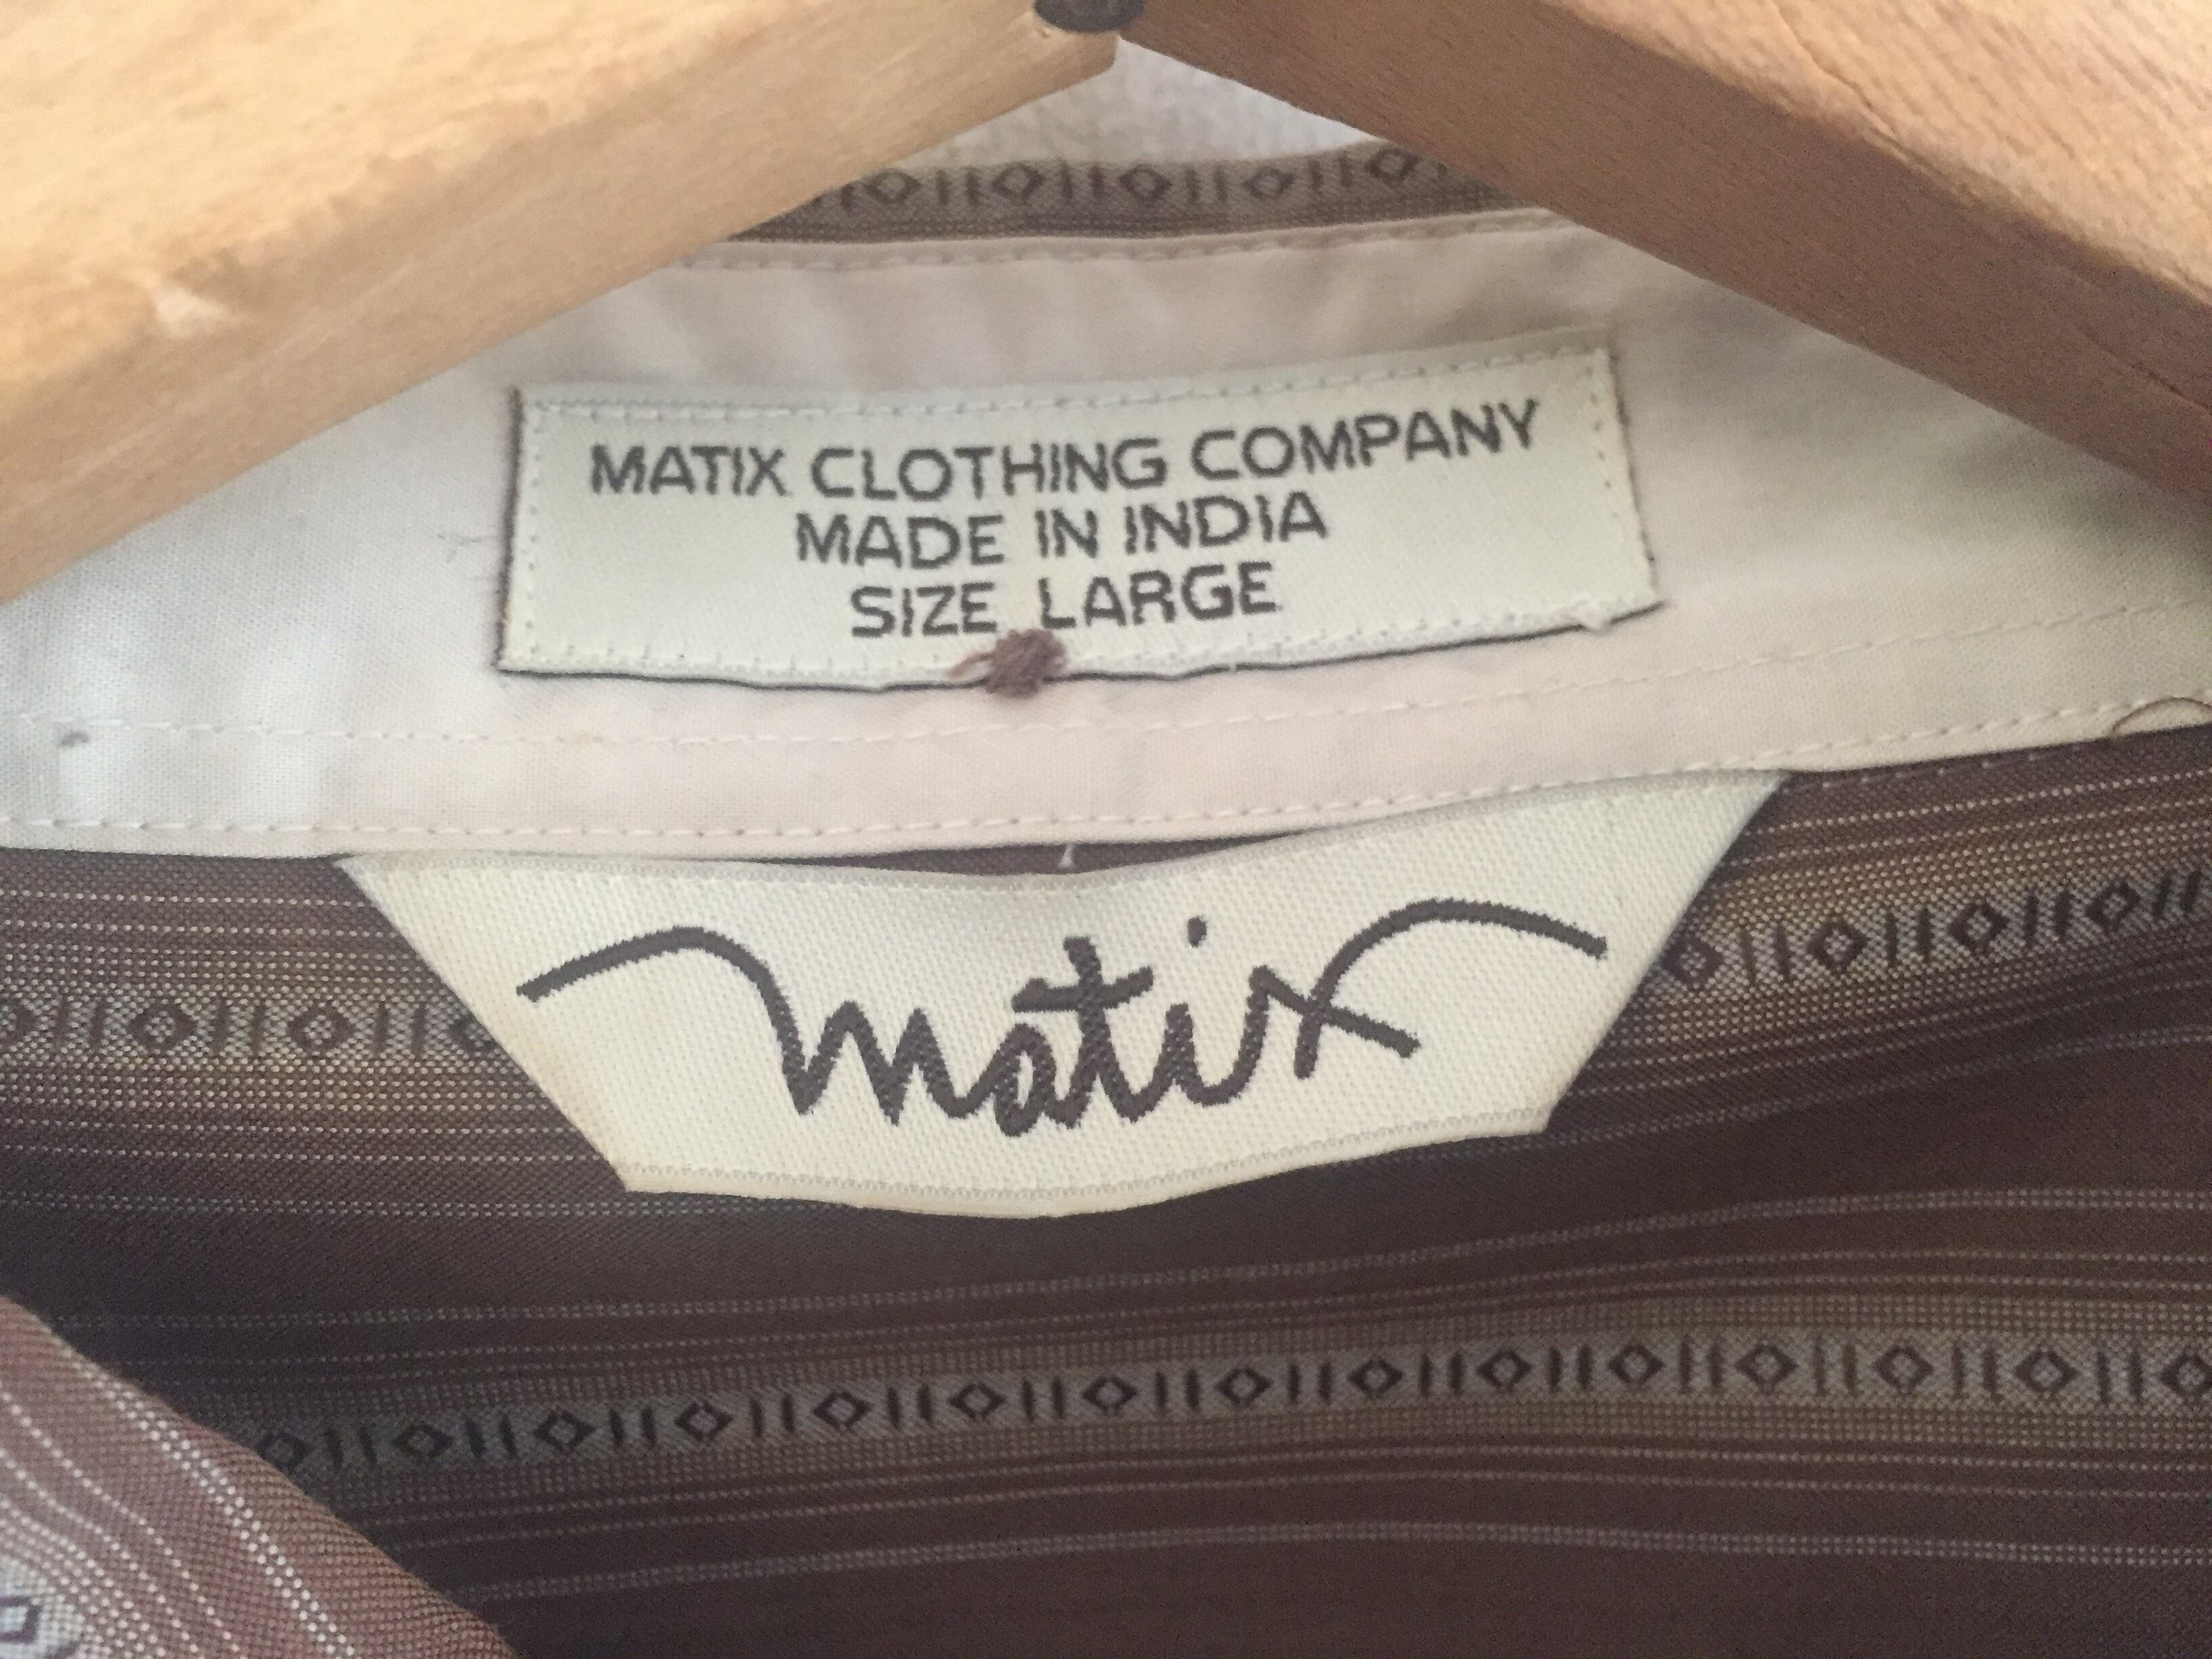 MATIX CLOTHING COMPANY
MADE IN INDIA
SIZE LARGE
matix